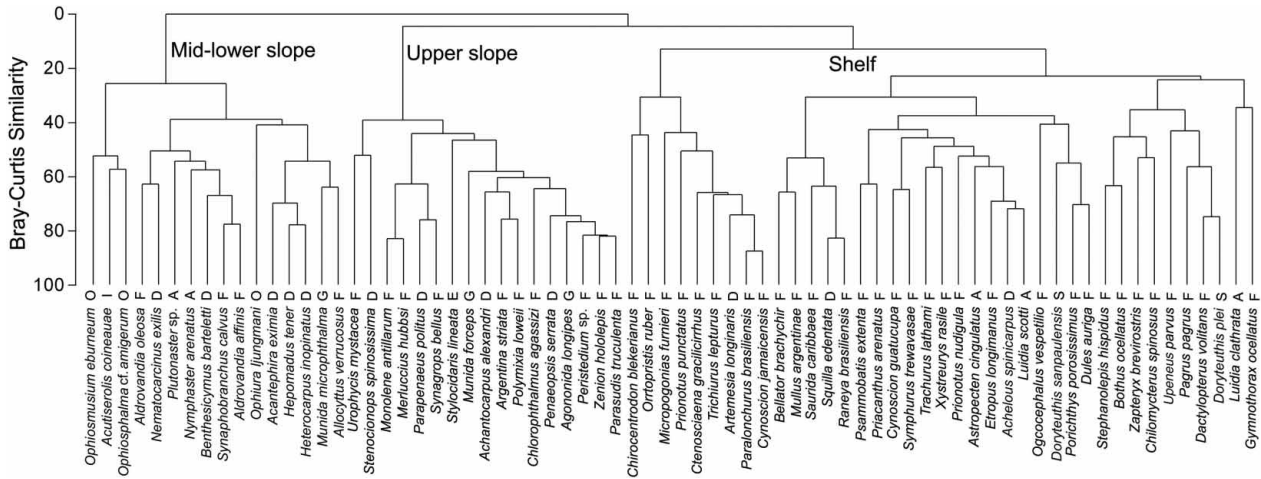 0
20
40
60
80
100
Bray-Curtis Similarity
Mid-lower slope
Upper slope
Shelf
O Ophiosmusium eburneum
I Acutiserolis coineauae
O Ophiosphalma cf. amigerum
F Aldrovandia oleosa
D Nematocarcinus exilis
A Plutonaster sp.
A Nymphaster arenatus
D Benthesicymus barteletti
F Synaphobranchus calvus
F Aldrovandia affinis
O Ophiura ljungmani
D Acantephira eximia
D Hepomadus tener
D Heterocarpus inopinatus
G Munida microphthalma
F Allocyttus verrucosus
F Urophycis mystacea
D Stenocionops spinosissima
F Monolene antillarum
F Merluccius hubbsi
D Parapenaeus politus
F Synagrops bellus
E Stylocidaris lineata
G Munida forceps
D Achantocarpus alexandri
F Argentina striata
F Polymixia loweii
F Chlorophthalmus agassizi
D Penaeopsis serrata
G Agononida longipes
F Peristedium sp.
F Zenion hololepis
F Parasudis truculenta
F Chirocentrodon bleekerianus
F Orthopristis ruber
F Micropogonias furnieri
F Prionotus punctatus
F Ctenosciaena gracilicirrhus
F Trichiurus lepturus
D Artemesia longinaris
F Paralonchurus brasiliensis
F Cynoscion jamaicensis
F Bellator brachychir
F Mullus argentinae
F Saurida caribbaea
D Squilla edentata
F Raneya brasiliensis
F Psammobatis extenta
F Priacanthus arenatus
F Cynoscion guatucupa
F Symphurus trewavasae
F Trachurus lathami
F Xystreurys rasile
F Prionotus nudigula
A Astropecten cingulatus
F Etropus longimanus
D Achelous spinicarpus
A Luidia scotti
F Ogcocephalus vespertilio
S Doryteuthis sanpaulensis
F Porichthys porosissimus
F Dules auriga
F Stephanolepis hispidus
F Bothus ocellatus
F Zapteryx brevirostris
F Chilomycterus spinosus
F Upeneus parvus
F Pagrus pagrus
F Dactylopterus voltans
S Doryteuthis plei
A Luidia clathrata
F Gymnothorax ocellatus